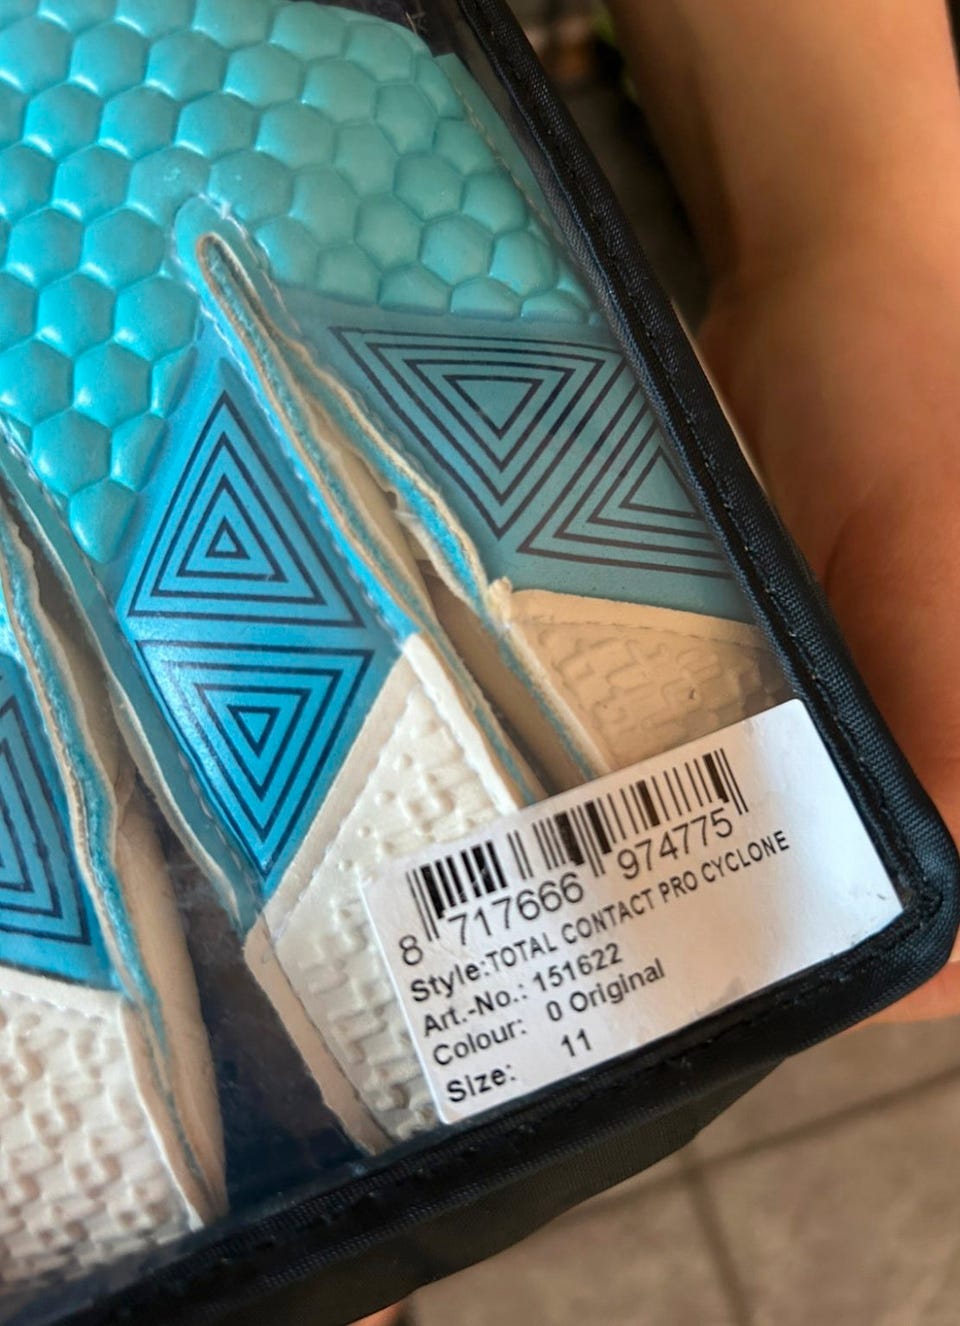 8 717666 974775
Style:TOTAL CONTACT PRO CYCLONE
Art.-No.: 151622
Colour: 0 Original
Size: 11